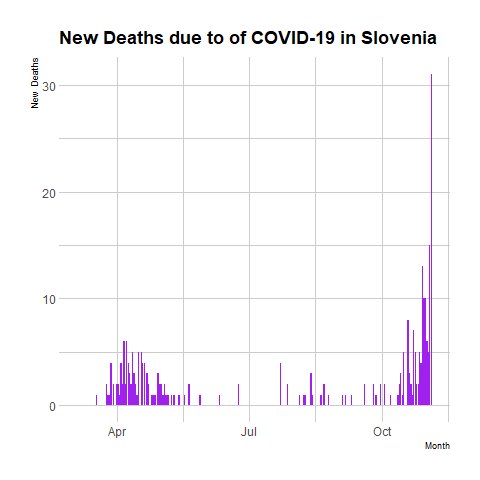 New Deaths due to of COVID-19 in Slovenia
New Deaths
30
20
10
0
Apr
Jul
Oct
Month